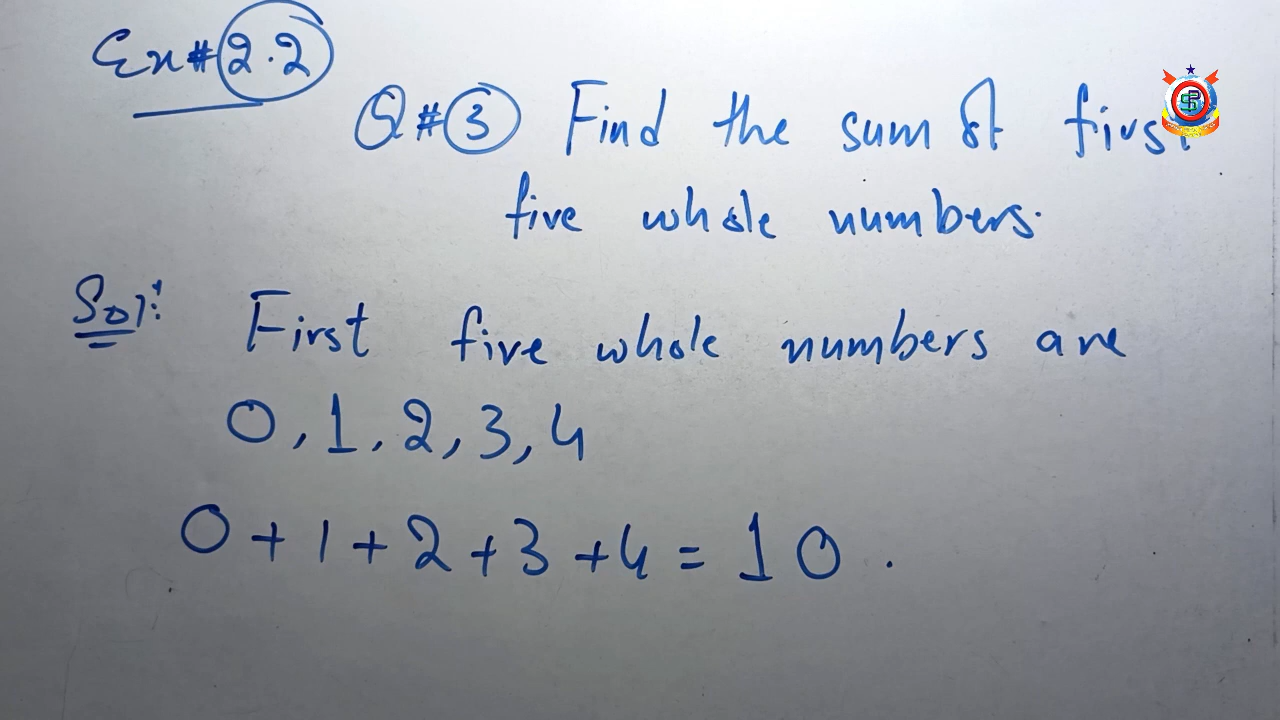 Ex# 2.2
Q # 3 Find the sum of first
five whole numbers.
Sol:
First five whole numbers are
0, 1, 2, 3, 4
0 + 1 + 2 + 3 + 4 = 10.